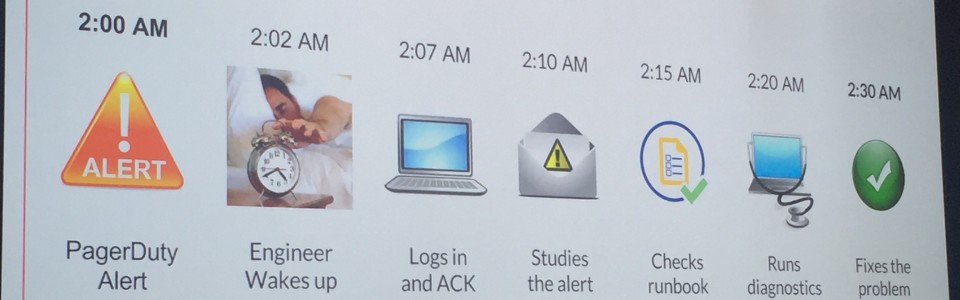 2:00 AM
2:02 AM
2:07 AM
2:10 AM
2:15 AM
2:20 AM
2:30 AM
ALERT
PagerDuty
Alert
Engineer
Wakes up
Logs in
and ACK
Studies
the alert
Checks
runbook
Runs
diagnostics
Fixes the
problem